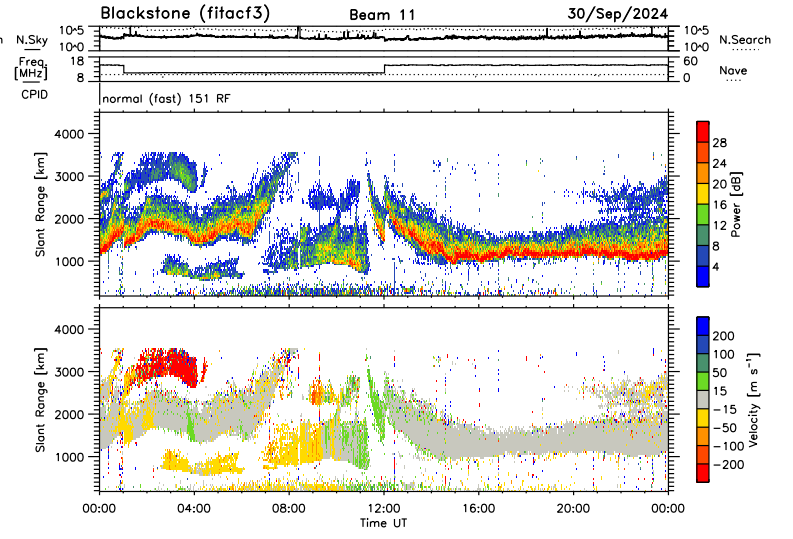 Blackstone (fitacf3) Beam 11 30/Sep/2024
N.Sky 10^5 10^0 10^5 10^0 N.Search
Freq. [MHz] 18 8 60 0 Nave
CPID normal (fast) 151 RF
Slant Range [km] 4000 3000 2000 1000
Power [dB] 28 24 20 16 12 8 4
Slant Range [km] 4000 3000 2000 1000
Velocity [m s⁻¹] 200 100 50 15 −15 −50 −100 −200
00:00 04:00 08:00 12:00 16:00 20:00 00:00
Time UT